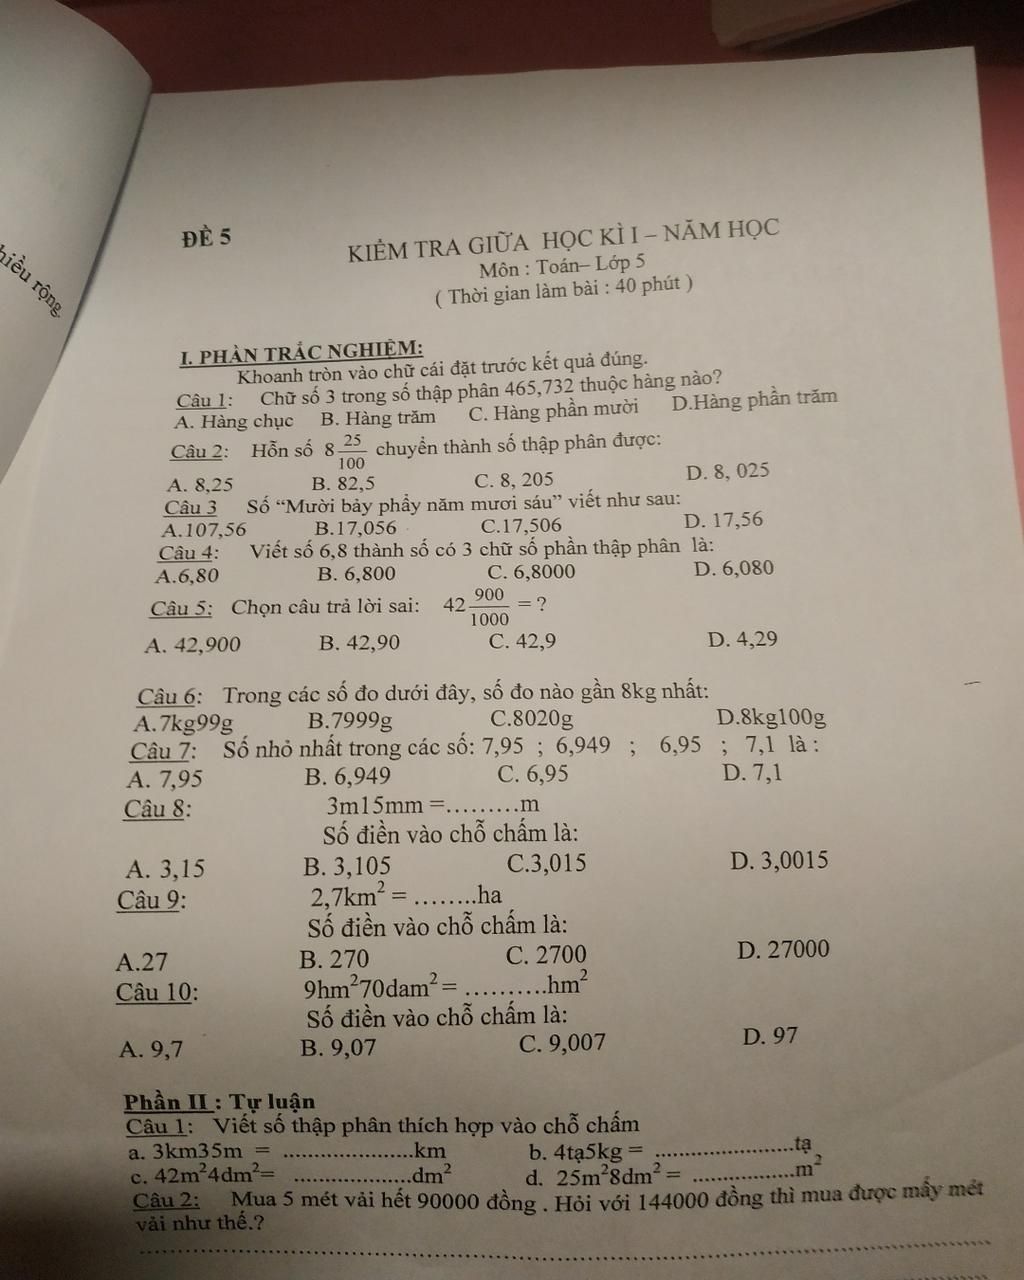 hiều rộng.
ĐỀ 5
KIỂM TRA GIỮA HỌC KÌ I – NĂM HỌC
Môn : Toán– Lớp 5
( Thời gian làm bài : 40 phút )
I. PHẦN TRẮC NGHIỆM:
Khoanh tròn vào chữ cái đặt trước kết quả đúng.
Câu 1: Chữ số 3 trong số thập phân 465,732 thuộc hàng nào?
A. Hàng chục B. Hàng trăm C. Hàng phần mười D.Hàng phần trăm
Câu 2: Hỗn số 8 25/100 chuyển thành số thập phân được:
A. 8,25 B. 82,5 C. 8, 205 D. 8, 025
Câu 3 Số “Mười bảy phẩy năm mươi sáu” viết như sau:
A.107,56 B.17,056 C.17,506 D. 17,56
Câu 4: Viết số 6,8 thành số có 3 chữ số phần thập phân là:
A.6,80 B. 6,800 C. 6,8000 D. 6,080
Câu 5: Chọn câu trả lời sai: 42 900/1000 = ?
A. 42,900 B. 42,90 C. 42,9 D. 4,29
Câu 6: Trong các số đo dưới đây, số đo nào gần 8kg nhất:
A.7kg99g B.7999g C.8020g D.8kg100g
Câu 7: Số nhỏ nhất trong các số: 7,95 ; 6,949 ; 6,95 ; 7,1 là :
A. 7,95 B. 6,949 C. 6,95 D. 7,1
Câu 8: 3m15mm =.........m
Số điền vào chỗ chấm là:
A. 3,15 B. 3,105 C.3,015 D. 3,0015
Câu 9: 2,7km² = ........ha
Số điền vào chỗ chấm là:
A.27 B. 270 C. 2700 D. 27000
Câu 10: 9hm²70dam² = ..........hm²
Số điền vào chỗ chấm là:
A. 9,7 B. 9,07 C. 9,007 D. 97
Phần II : Tự luận
Câu 1: Viết số thập phân thích hợp vào chỗ chấm
a. 3km35m = ......................km b. 4tạ5kg = .......................tạ
c. 42m²4dm²= ....................dm² d. 25m²8dm² = .................m²
Câu 2: Mua 5 mét vải hết 90000 đồng . Hỏi với 144000 đồng thì mua được mấy mét
vải như thế.?